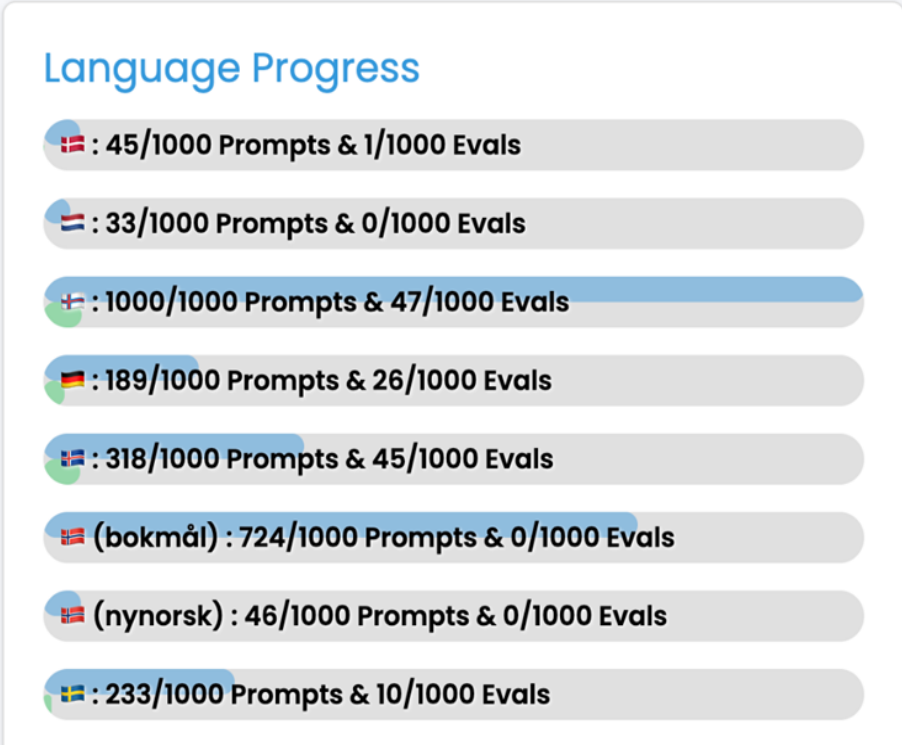 Language Progress
🇩🇰 : 45/1000 Prompts & 1/1000 Evals
🇳🇱 : 33/1000 Prompts & 0/1000 Evals
🇫🇴 : 1000/1000 Prompts & 47/1000 Evals
🇩🇪 : 189/1000 Prompts & 26/1000 Evals
🇮🇸 : 318/1000 Prompts & 45/1000 Evals
🇳🇴 (bokmål) : 724/1000 Prompts & 0/1000 Evals
🇳🇴 (nynorsk) : 46/1000 Prompts & 0/1000 Evals
🇸🇪 : 233/1000 Prompts & 10/1000 Evals